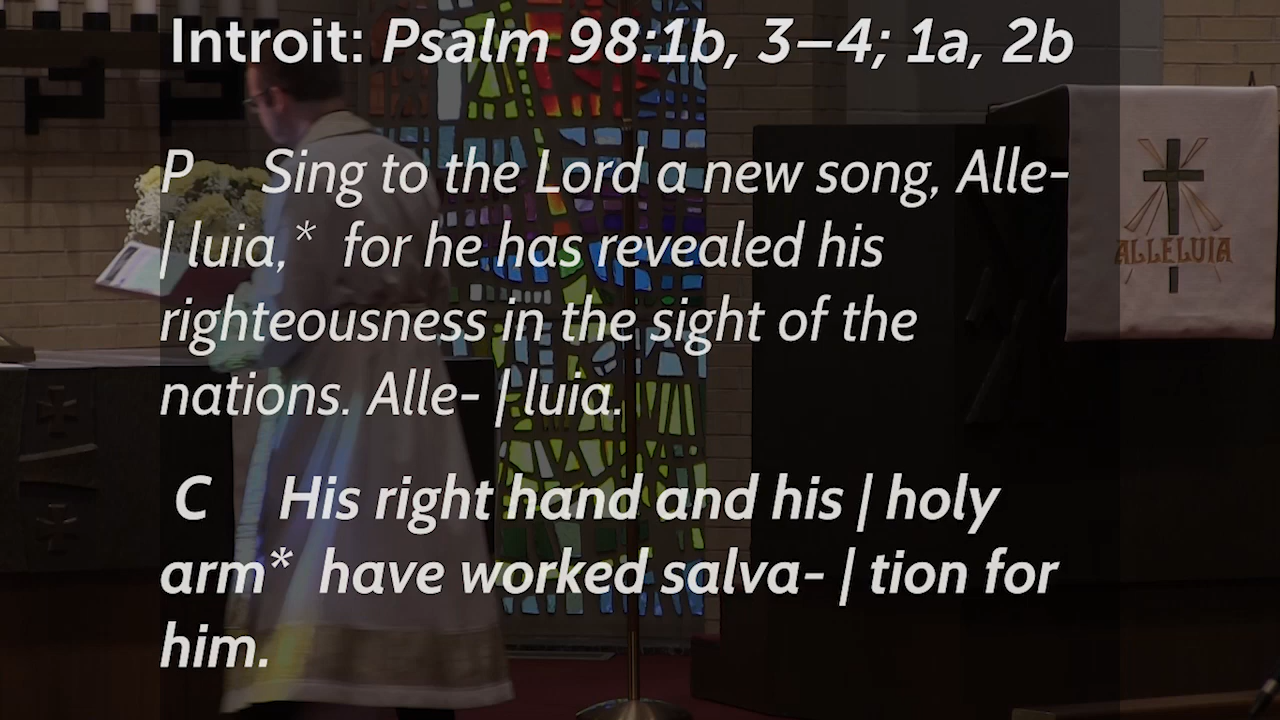 Introit: Psalm 98:1b, 3–4; 1a, 2b
P Sing to the Lord a new song, Alle-
| luia,* for he has revealed his
righteousness in the sight of the
nations. Alle- | luia.
C His right hand and his | holy
arm* have worked salva- | tion for
him.
ALLELUIA